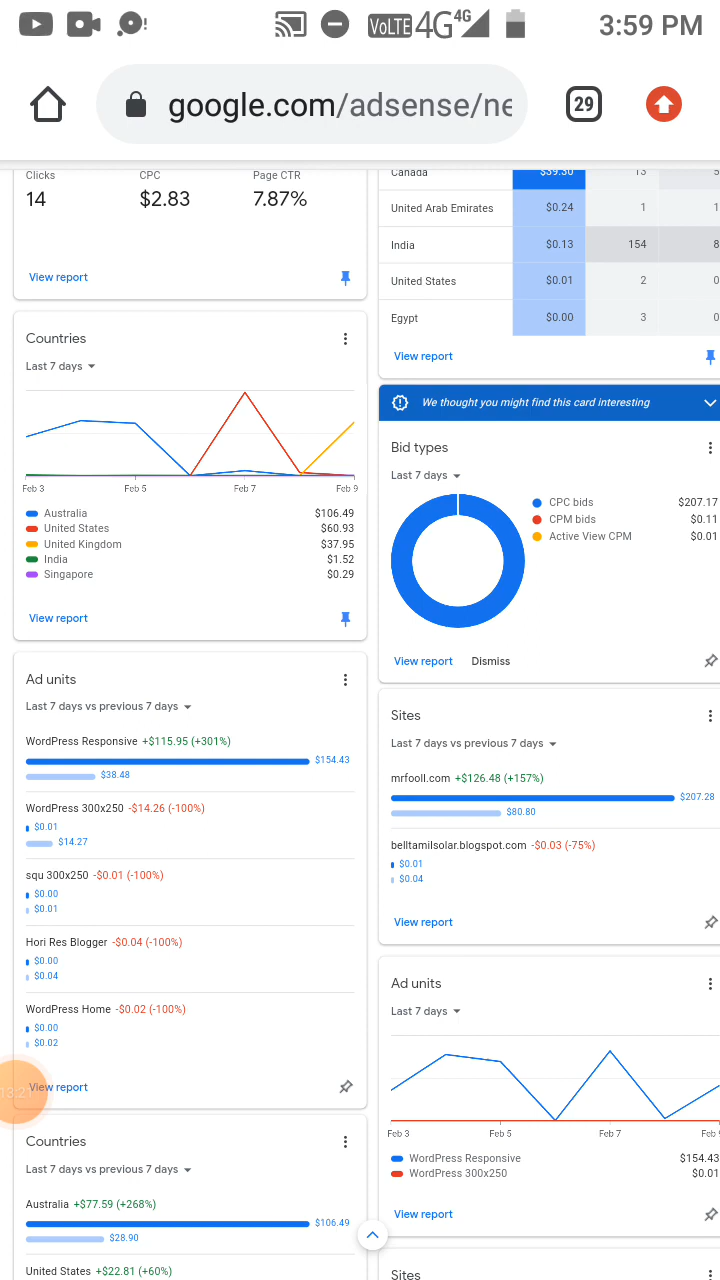 VoLTE 4G 4G 3:59 PM
google.com/adsense/ne
29
Clicks CPC Page CTR
14 $2.83 7.87%
View report
Countries
Last 7 days
Feb 3 Feb 5 Feb 7 Feb 9
Australia $106.49
United States $60.93
United Kingdom $37.95
India $1.52
Singapore $0.29
View report
Ad units
Last 7 days vs previous 7 days
WordPress Responsive +$115.95 (+301%)
$154.43
$38.48
WordPress 300x250 -$14.26 (-100%)
$0.01
$14.27
squ 300x250 -$0.01 (-100%)
$0.00
$0.01
Hori Res Blogger -$0.04 (-100%)
$0.00
$0.04
WordPress Home -$0.02 (-100%)
$0.00
$0.02
13:21
View report
Countries
Last 7 days vs previous 7 days
Australia +$77.59 (+268%)
$106.49
$28.90
United States +$22.81 (+60%)
Canada $39.30 13 5
United Arab Emirates $0.24 1 1
India $0.13 154 8
United States $0.01 2 0
Egypt $0.00 3 0
View report
We thought you might find this card interesting
Bid types
Last 7 days
CPC bids $207.17
CPM bids $0.11
Active View CPM $0.01
View report Dismiss
Sites
Last 7 days vs previous 7 days
mrfooll.com +$126.48 (+157%)
$207.28
$80.80
belltamilsolar.blogspot.com -$0.03 (-75%)
$0.01
$0.04
View report
Ad units
Last 7 days
Feb 3 Feb 5 Feb 7 Feb
WordPress Responsive $154.43
WordPress 300x250 $0.01
View report
Sites